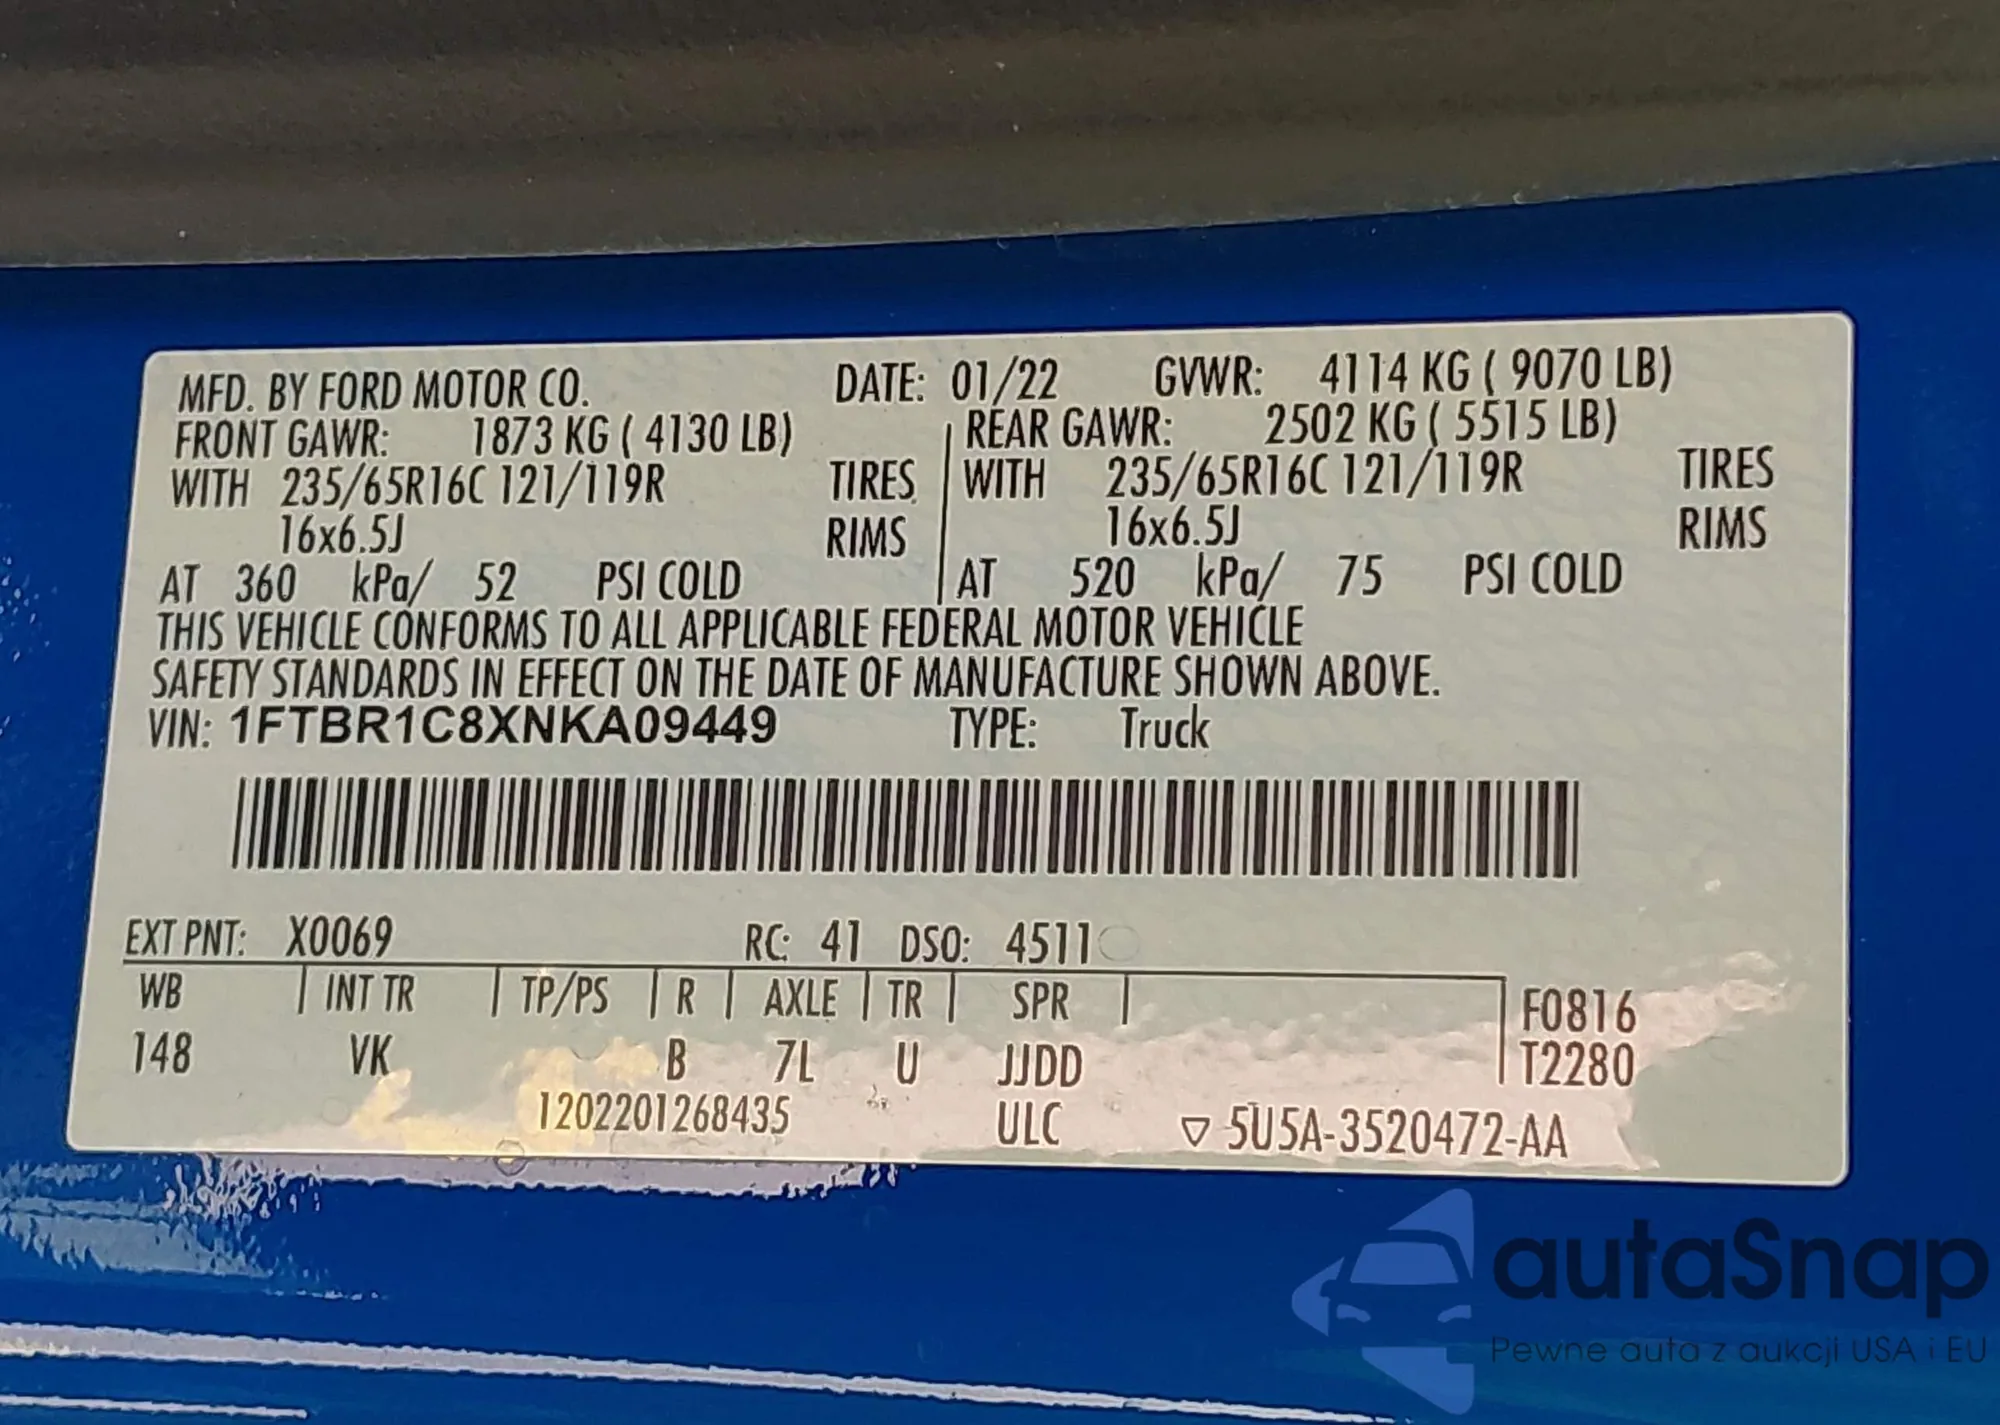 MFD. BY FORD MOTOR CO. DATE: 01/22 GVWR: 4114 KG ( 9070 LB)
FRONT GAWR: 1873 KG ( 4130 LB) REAR GAWR: 2502 KG ( 5515 LB)
WITH 235/65R16C 121/119R TIRES WITH 235/65R16C 121/119R TIRES
16x6.5J RIMS 16x6.5J RIMS
AT 360 kPa/ 52 PSI COLD AT 520 kPa/ 75 PSI COLD
THIS VEHICLE CONFORMS TO ALL APPLICABLE FEDERAL MOTOR VEHICLE
SAFETY STANDARDS IN EFFECT ON THE DATE OF MANUFACTURE SHOWN ABOVE.
VIN: 1FTBR1C8XNKA09449 TYPE: Truck
EXT PNT: X0069 RC: 41 DSO: 4511
WB INT TR TP/PS R AXLE TR SPR F0816
148 VK B 7L U JJDD T2280
1202201268435 ULC ▽ 5U5A-3520472-AA
autaSnap
Pewne auta z aukcji USA i EU